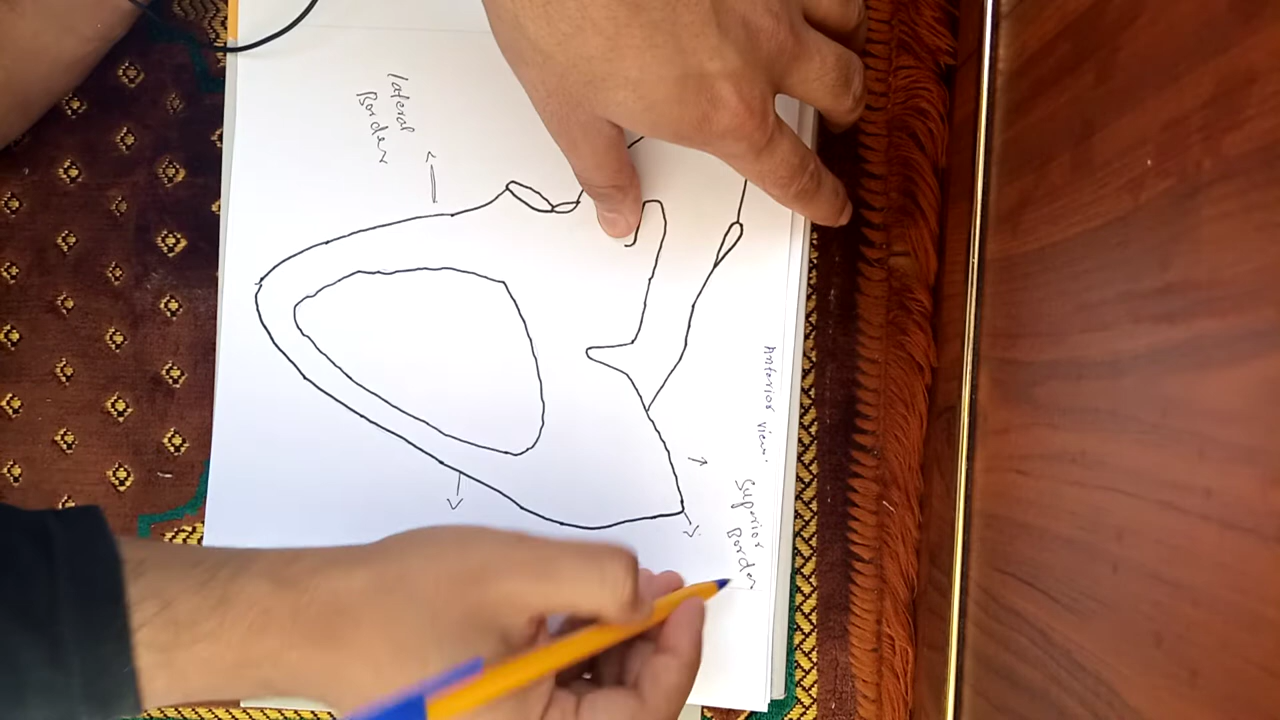 Anterior view.
Superior
Border
lateral
Border